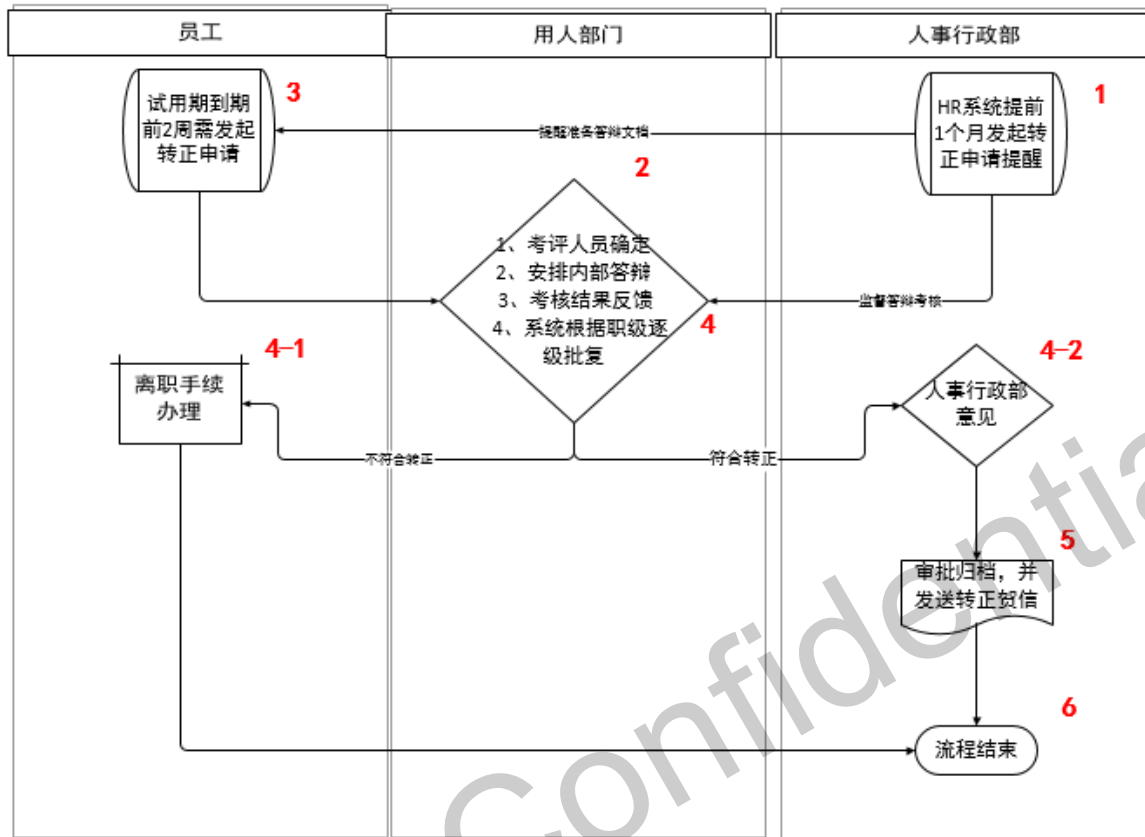 员工
用人部门
人事行政部
试用期到期
前2周需发起
转正申请
3
提醒准备答辩文档
HR系统提前
1个月发起转
正申请提醒
1
2
1、考评人员确定
2、安排内部答辩
3、考核结果反馈
4、系统根据职级逐
级批复
4
监督答辩考核
4-1
离职手续
办理
不符合转正
符合转正
4-2
人事行政部
意见
5
审批归档，并
发送转正贺信
6
流程结束
Confidential